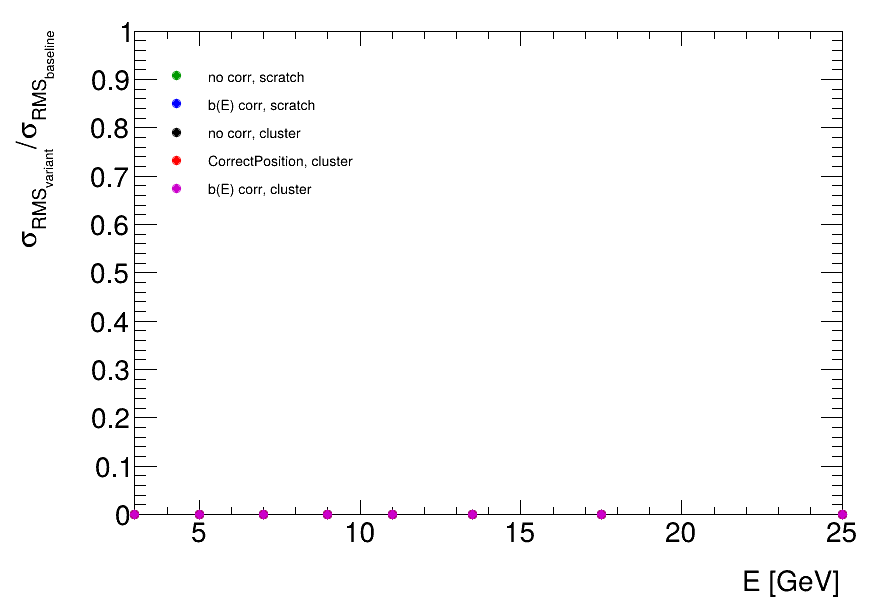 σRMSvariant/σRMSbaseline
1
0.9
0.8
0.7
0.6
0.5
0.4
0.3
0.2
0.1
0
no corr, scratch
b(E) corr, scratch
no corr, cluster
CorrectPosition, cluster
b(E) corr, cluster
5 10 15 20 25
E [GeV]